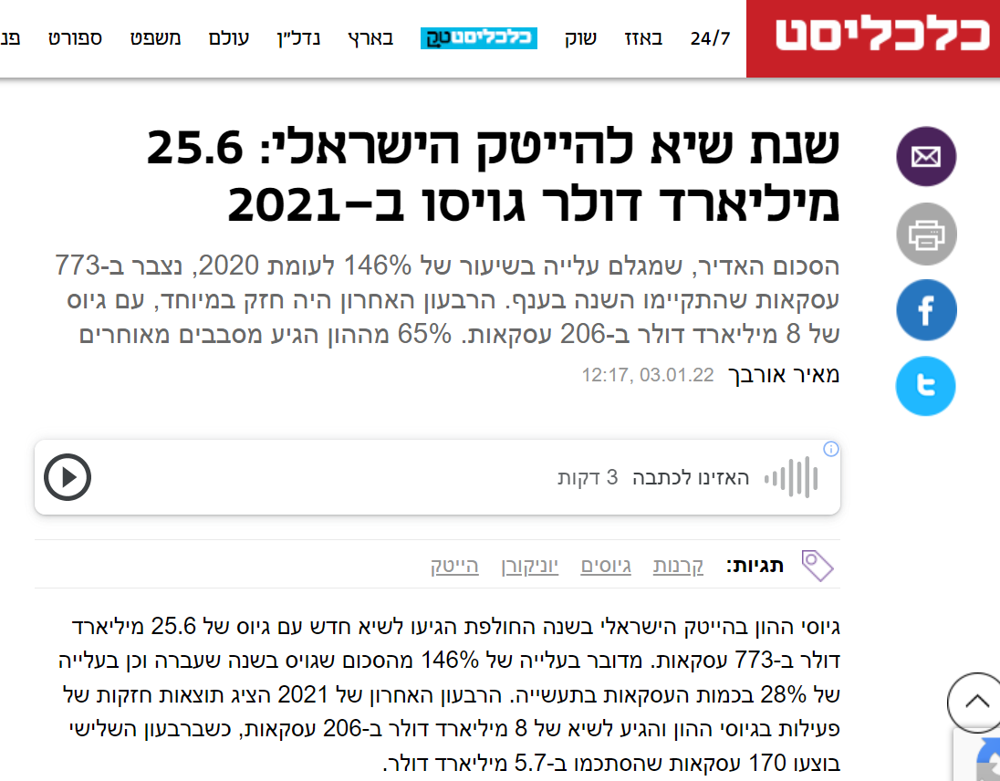 כלכליסט
24/7 באזז שוק כלכליסטטק בארץ נדל"ן עולם משפט ספורט פנ
שנת שיא להייטק הישראלי: 25.6
מיליארד דולר גויסו ב-2021
הסכום האדיר, שמגלם עלייה בשיעור של 146% לעומת 2020, נצבר ב-773
עסקאות שהתקיימו השנה בענף. הרבעון האחרון היה חזק במיוחד, עם גיוס
של 8 מיליארד דולר ב-206 עסקאות. 65% מההון הגיע מסבבים מאוחרים
מאיר אורבך 12:17, 03.01.22
האזינו לכתבה 3 דקות
תגיות: קרנות גיוסים יוניקורן הייטק
גיוסי ההון בהייטק הישראלי בשנה החולפת הגיעו לשיא חדש עם גיוס של 25.6 מיליארד
דולר ב-773 עסקאות. מדובר בעלייה של 146% מהסכום שגויס בשנה שעברה וכן בעלייה
של 28% בכמות העסקאות בתעשייה. הרבעון האחרון של 2021 הציג תוצאות חזקות של
פעילות בגיוסי ההון והגיע לשיא של 8 מיליארד דולר ב-206 עסקאות, כשברבעון השלישי
בוצעו 170 עסקאות שהסתכמו ב-5.7 מיליארד דולר.